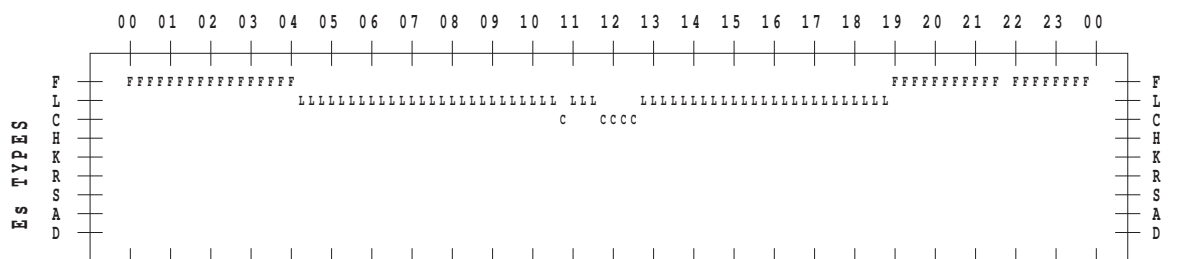 00 01 02 03 04 05 06 07 08 09 10 11 12 13 14 15 16 17 18 19 20 21 22 23 00
F FFFFFFFFFFFFFFFFF FFFFFFFFFFF FFFFFFFF F
L LLLLLLLLLLLLLLLLLLLLLLLLLL LLL LLLLLLLLLLLLLLLLLLLLLLLLL L
C C CCCC C
H H
K K
R R
S S
A A
D D
Es TYPES